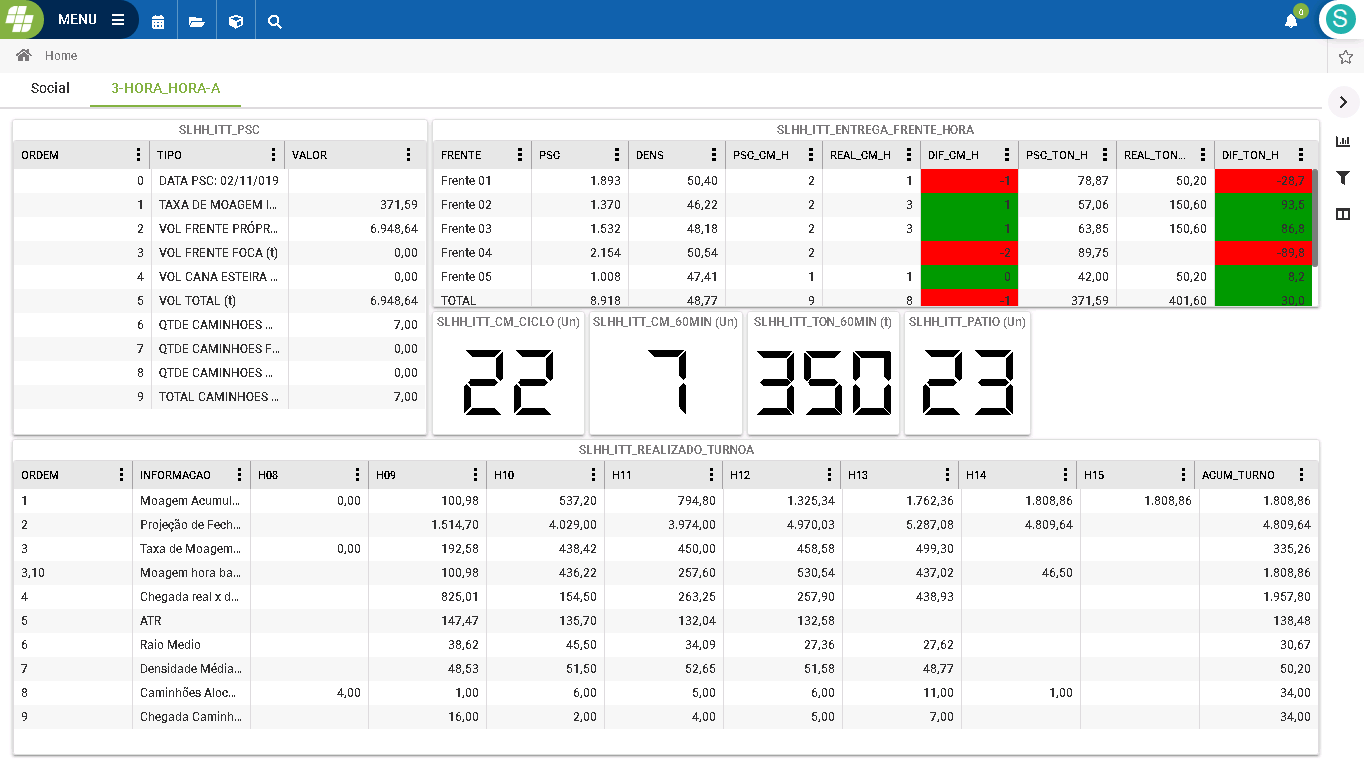 MENU
0
S
Home
Social 3-HORA_HORA-A
SLHH_ITT_PSC
ORDEM TIPO VALOR
0 DATA PSC: 02/11/019
1 TAXA DE MOAGEM I... 371,59
2 VOL FRENTE PRÓPR... 6.948,64
3 VOL FRENTE FOCA (t) 0,00
4 VOL CANA ESTEIRA ... 0,00
5 VOL TOTAL (t) 6.948,64
6 QTDE CAMINHOES ... 7,00
7 QTDE CAMINHOES F... 0,00
8 QTDE CAMINHOES ... 0,00
9 TOTAL CAMINHOES ... 7,00
SLHH_ITT_ENTREGA_FRENTE_HORA
FRENTE PSC DENS PSC_CM_H REAL_CM_H DIF_CM_H PSC_TON_H REAL_TON... DIF_TON_H
Frente 01 1.893 50,40 2 1 -1 78,87 50,20 -28,7
Frente 02 1.370 46,22 2 3 1 57,06 150,60 93,5
Frente 03 1.532 48,18 2 3 1 63,85 150,60 86,8
Frente 04 2.154 50,54 2 -2 89,75 -89,8
Frente 05 1.008 47,41 1 1 0 42,00 50,20 8,2
TOTAL 8.918 48,77 9 8 -1 371,59 401,60 30,0
SLHH_ITT_CM_CICLO (Un)
22
SLHH_ITT_CM_60MIN (Un)
7
SLHH_ITT_TON_60MIN (t)
350
SLHH_ITT_PATIO (Un)
23
SLHH_ITT_REALIZADO_TURNOA
ORDEM INFORMACAO H08 H09 H10 H11 H12 H13 H14 H15 ACUM_TURNO
1 Moagem Acumul... 0,00 100,98 537,20 794,80 1.325,34 1.762,36 1.808,86 1.808,86 1.808,86
2 Projeção de Fech... 1.514,70 4.029,00 3.974,00 4.970,03 5.287,08 4.809,64 4.809,64
3 Taxa de Moagem... 0,00 192,58 438,42 450,00 458,58 499,30 335,26
3,10 Moagem hora ba... 100,98 436,22 257,60 530,54 437,02 46,50 1.808,86
4 Chegada real x d... 825,01 154,50 263,25 257,90 438,93 1.957,80
5 ATR 147,47 135,70 132,04 132,58 138,48
6 Raio Medio 38,62 45,50 34,09 27,36 27,62 30,67
7 Densidade Média... 48,53 51,50 52,65 51,58 48,77 50,20
8 Caminhões Aloc... 4,00 1,00 6,00 5,00 6,00 11,00 1,00 34,00
9 Chegada Caminh... 16,00 2,00 4,00 5,00 7,00 34,00